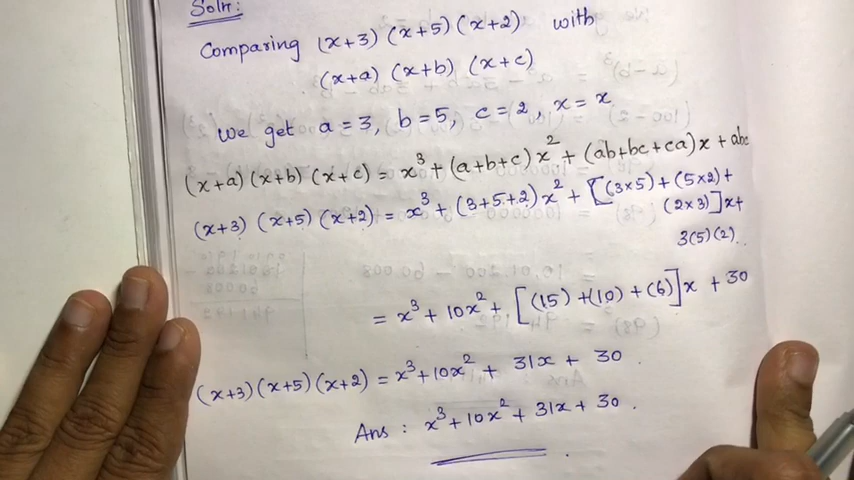 Soln:
Comparing (x+3) (x+5) (x+2) with
(x+a) (x+b) (x+c)
we get a=3, b=5, c=2, x=x
(x+a) (x+b) (x+c) = x³ + (a+b+c) x² + (ab+bc+ca) x + abc
(x+3) (x+5) (x+2) = x³ + (3+5+2) x² + [(3×5) + (5×2) +
(2×3)]x+
3(5)(2)..
= x³ + 10x² + [(15) +(10) + (6)]x + 30
(x+3) (x+5) (x+2) = x³+10x² + 31x + 30.
Ans : x³+10x²+31x+30.